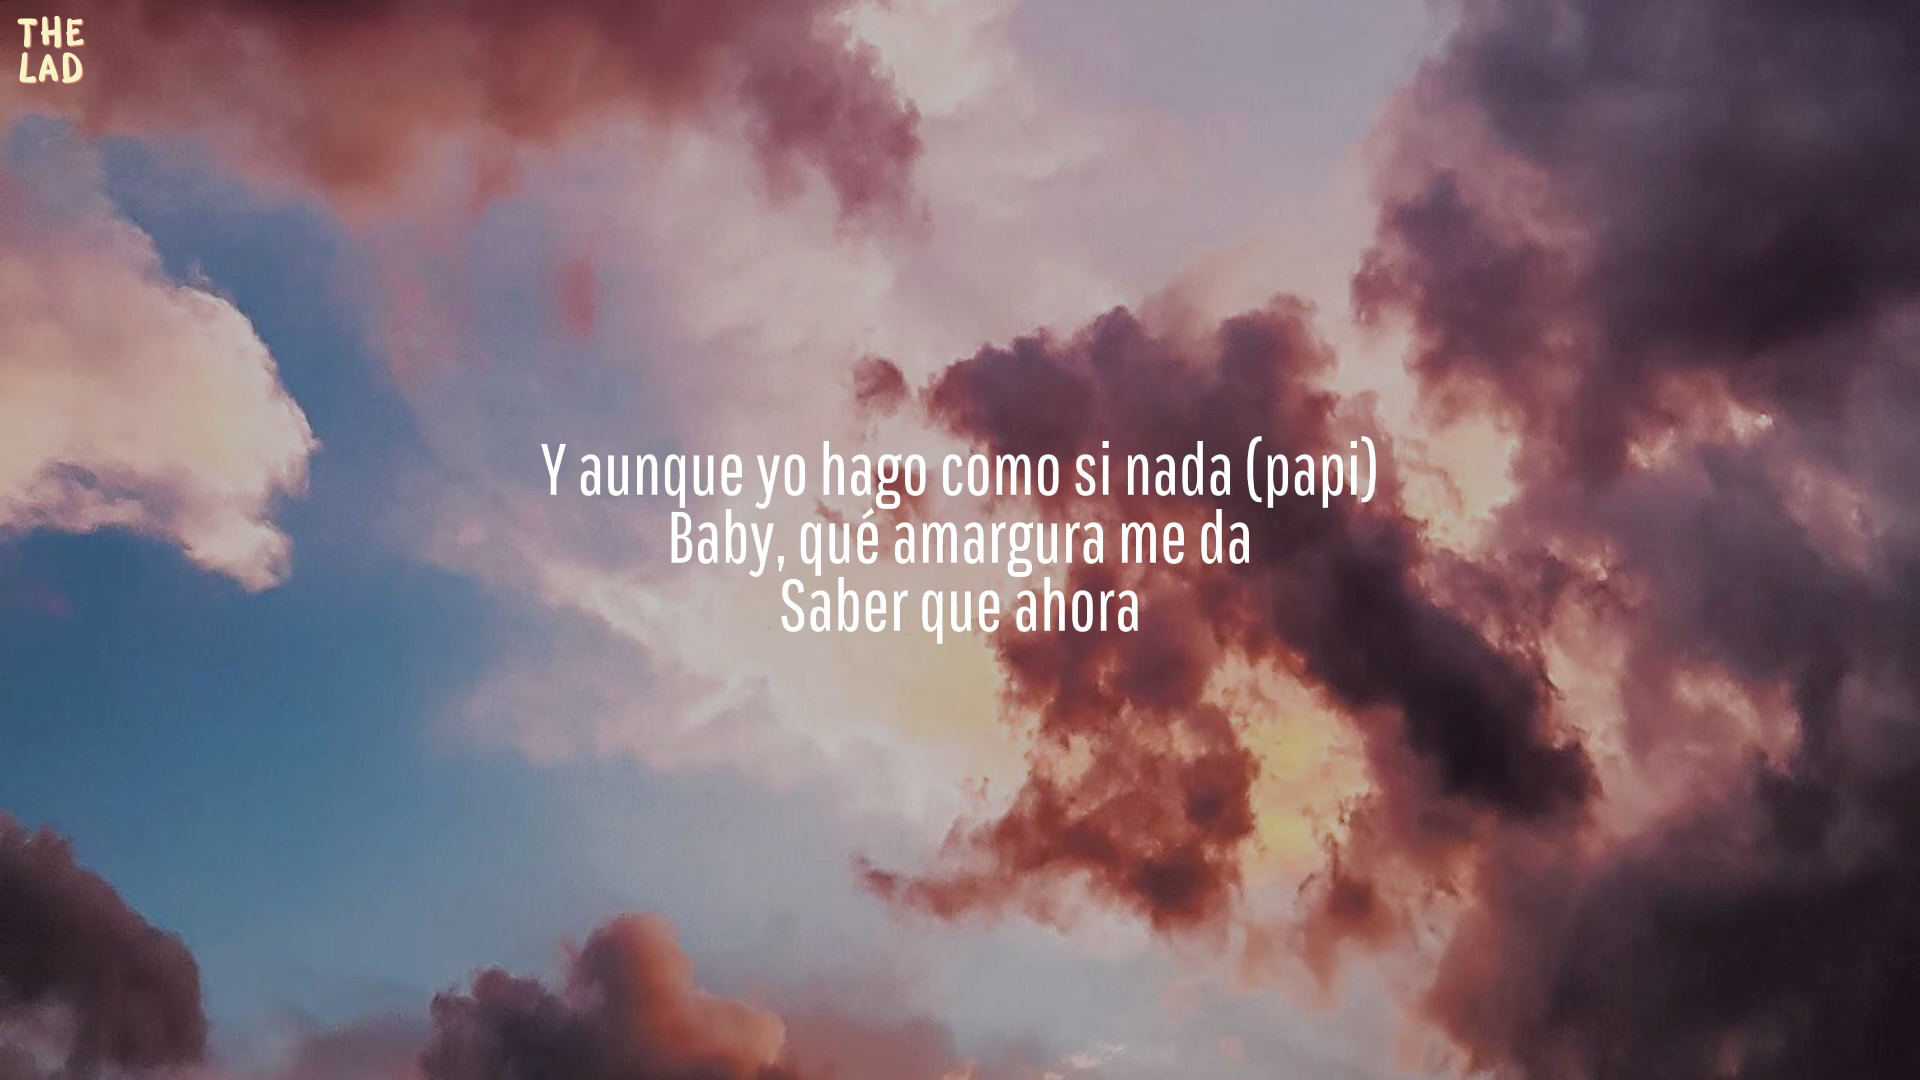 THE
LAD
Y aunque yo hago como si nada (papi)
Baby, qué amargura me da
Saber que ahora